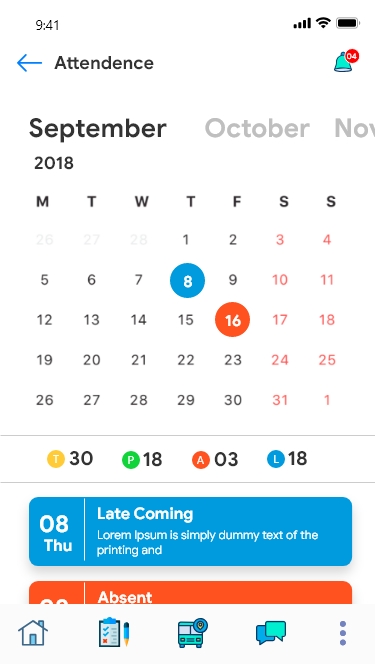 9:41
Attendence
04
September October Nov
2018
M T W T F S S
26 27 28 1 2 3 4
5 6 7 8 9 10 11
12 13 14 15 16 17 18
19 20 21 22 23 24 25
26 27 28 29 30 31 1
T 30 P 18 A 03 L 18
08 Late Coming
Thu Lorem Ipsum is simply dummy text of the
printing and
Absent